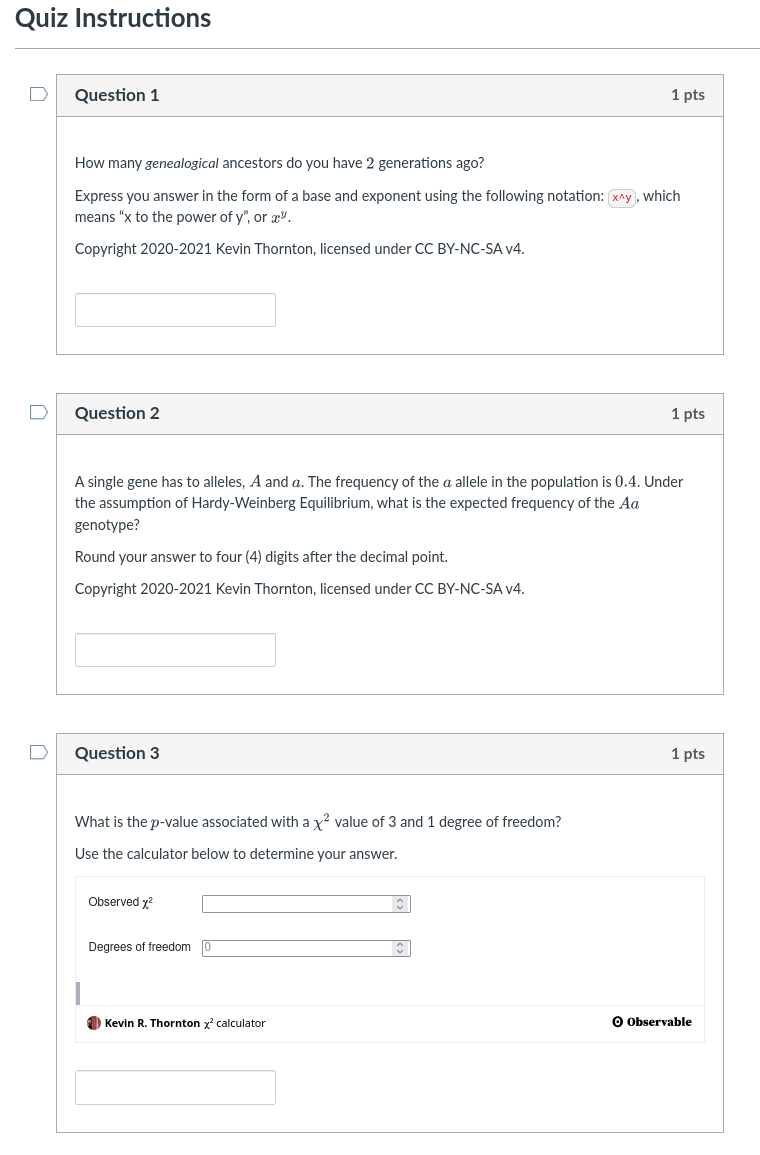 Quiz Instructions
Question 1
1 pts
How many genealogical ancestors do you have 2 generations ago?
Express you answer in the form of a base and exponent using the following notation: x^y, which
means “x to the power of y”, or xʸ.
Copyright 2020-2021 Kevin Thornton, licensed under CC BY-NC-SA v4.
Question 2
1 pts
A single gene has to alleles, A and a. The frequency of the a allele in the population is 0.4. Under
the assumption of Hardy-Weinberg Equilibrium, what is the expected frequency of the Aa
genotype?
Round your answer to four (4) digits after the decimal point.
Copyright 2020-2021 Kevin Thornton, licensed under CC BY-NC-SA v4.
Question 3
1 pts
What is the p-value associated with a χ² value of 3 and 1 degree of freedom?
Use the calculator below to determine your answer.
Observed χ²
Degrees of freedom 0
Kevin R. Thornton χ² calculator
Observable